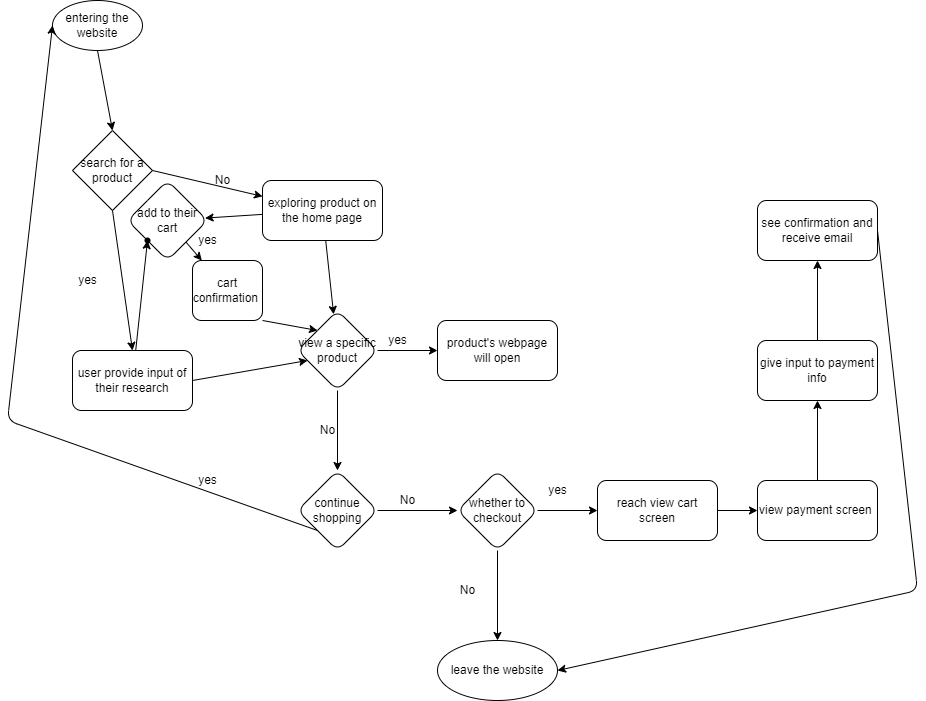 entering the
website
search for a
product
No
exploring product on
the home page
add to their
cart
yes
cart
confirmation
yes
user provide input of
their research
view a specific
product
yes
product's webpage
will open
No
yes
continue
shopping
No
whether to
checkout
yes
reach view cart
screen
view payment screen
give input to payment
info
see confirmation and
receive email
No
leave the website